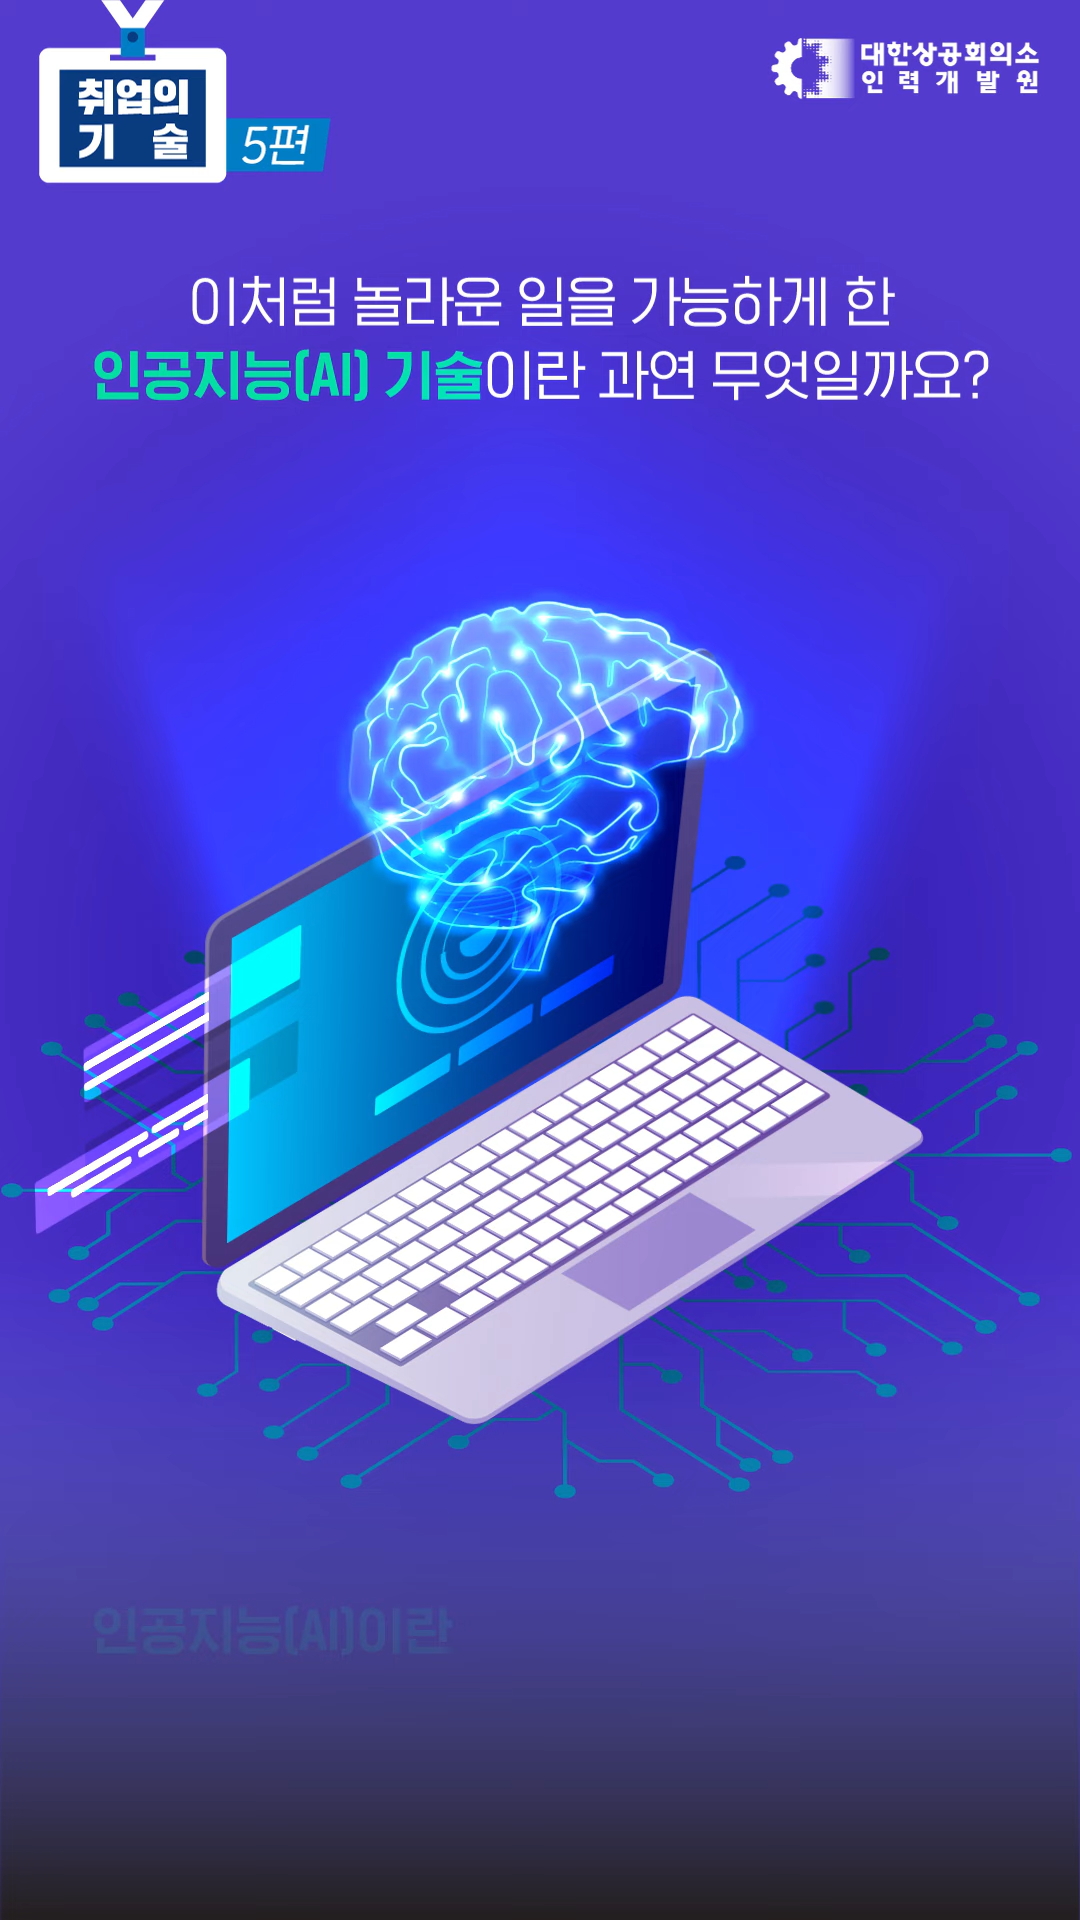 취업의
기 술
5편
대한상공회의소
인력개발원
이처럼 놀라운 일을 가능하게 한
인공지능(AI) 기술이란 과연 무엇일까요?
인공지능(AI)이란